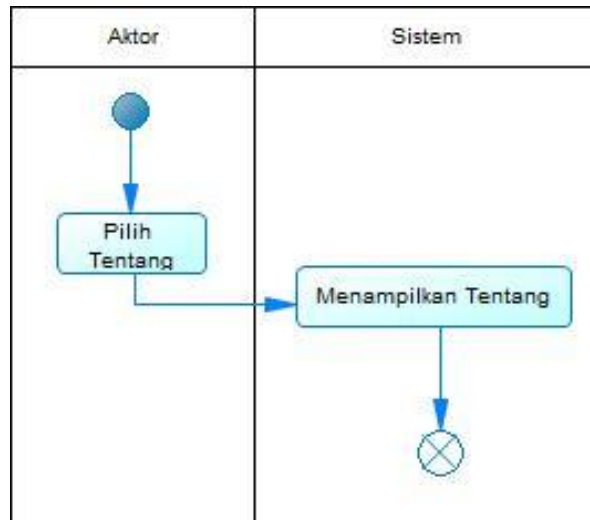 Aktor
Sistem
Pilih
Tentang
Menampilkan Tentang